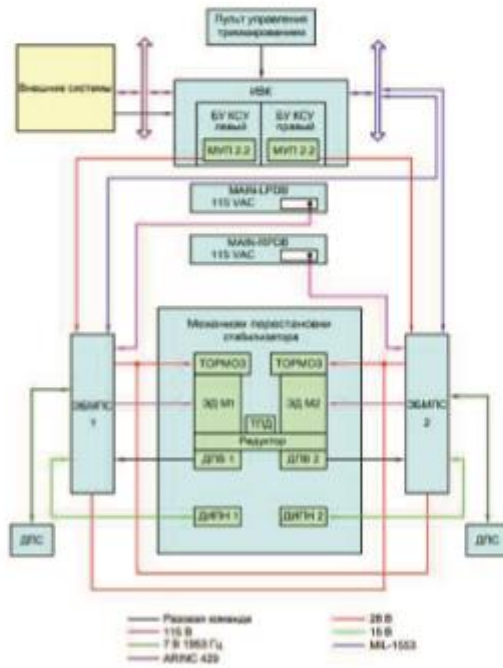 Пульт управления
триммированием
Внешние системы
ИВК
БУ КСУ
левый
БУ КСУ
правый
МУП 2.2
МУП 2.2
MAIN-LPDB
115 VAC
MAIN-RPDB
115 VAC
Механизм перестановки
стабилизатора
ТОРМОЗ
ТОРМОЗ
ЭБМПС
1
ЭД М1
ЭД М2
ЭБМПС
2
ТПД
Редуктор
ДПВ 1
ДПВ 2
ДИПН 1
ДИПН 2
ДПС
ДПС
Разовая команда
115 В
7 В 1953 Гц
ARINC 429
28 В
15 В
MIL-1553